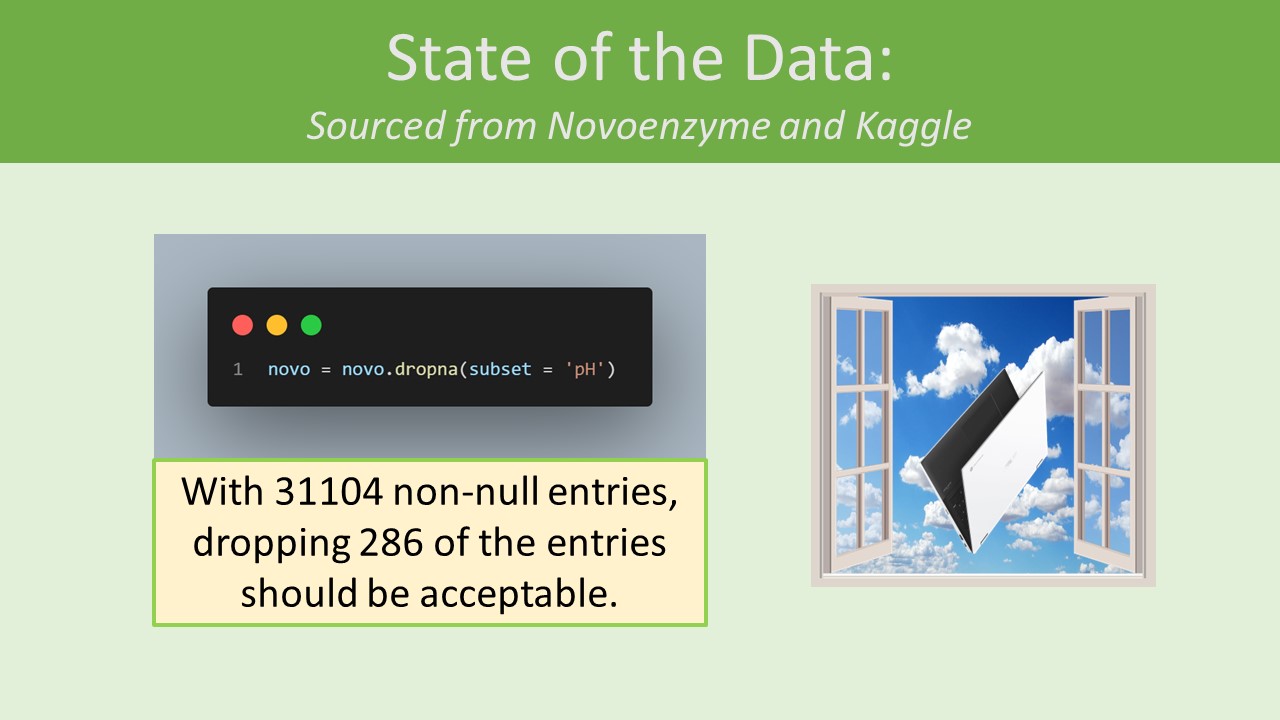 State of the Data:
Sourced from Novoenzyme and Kaggle
1 novo = novo.dropna(subset = 'pH')
With 31104 non-null entries,
dropping 286 of the entries
should be acceptable.